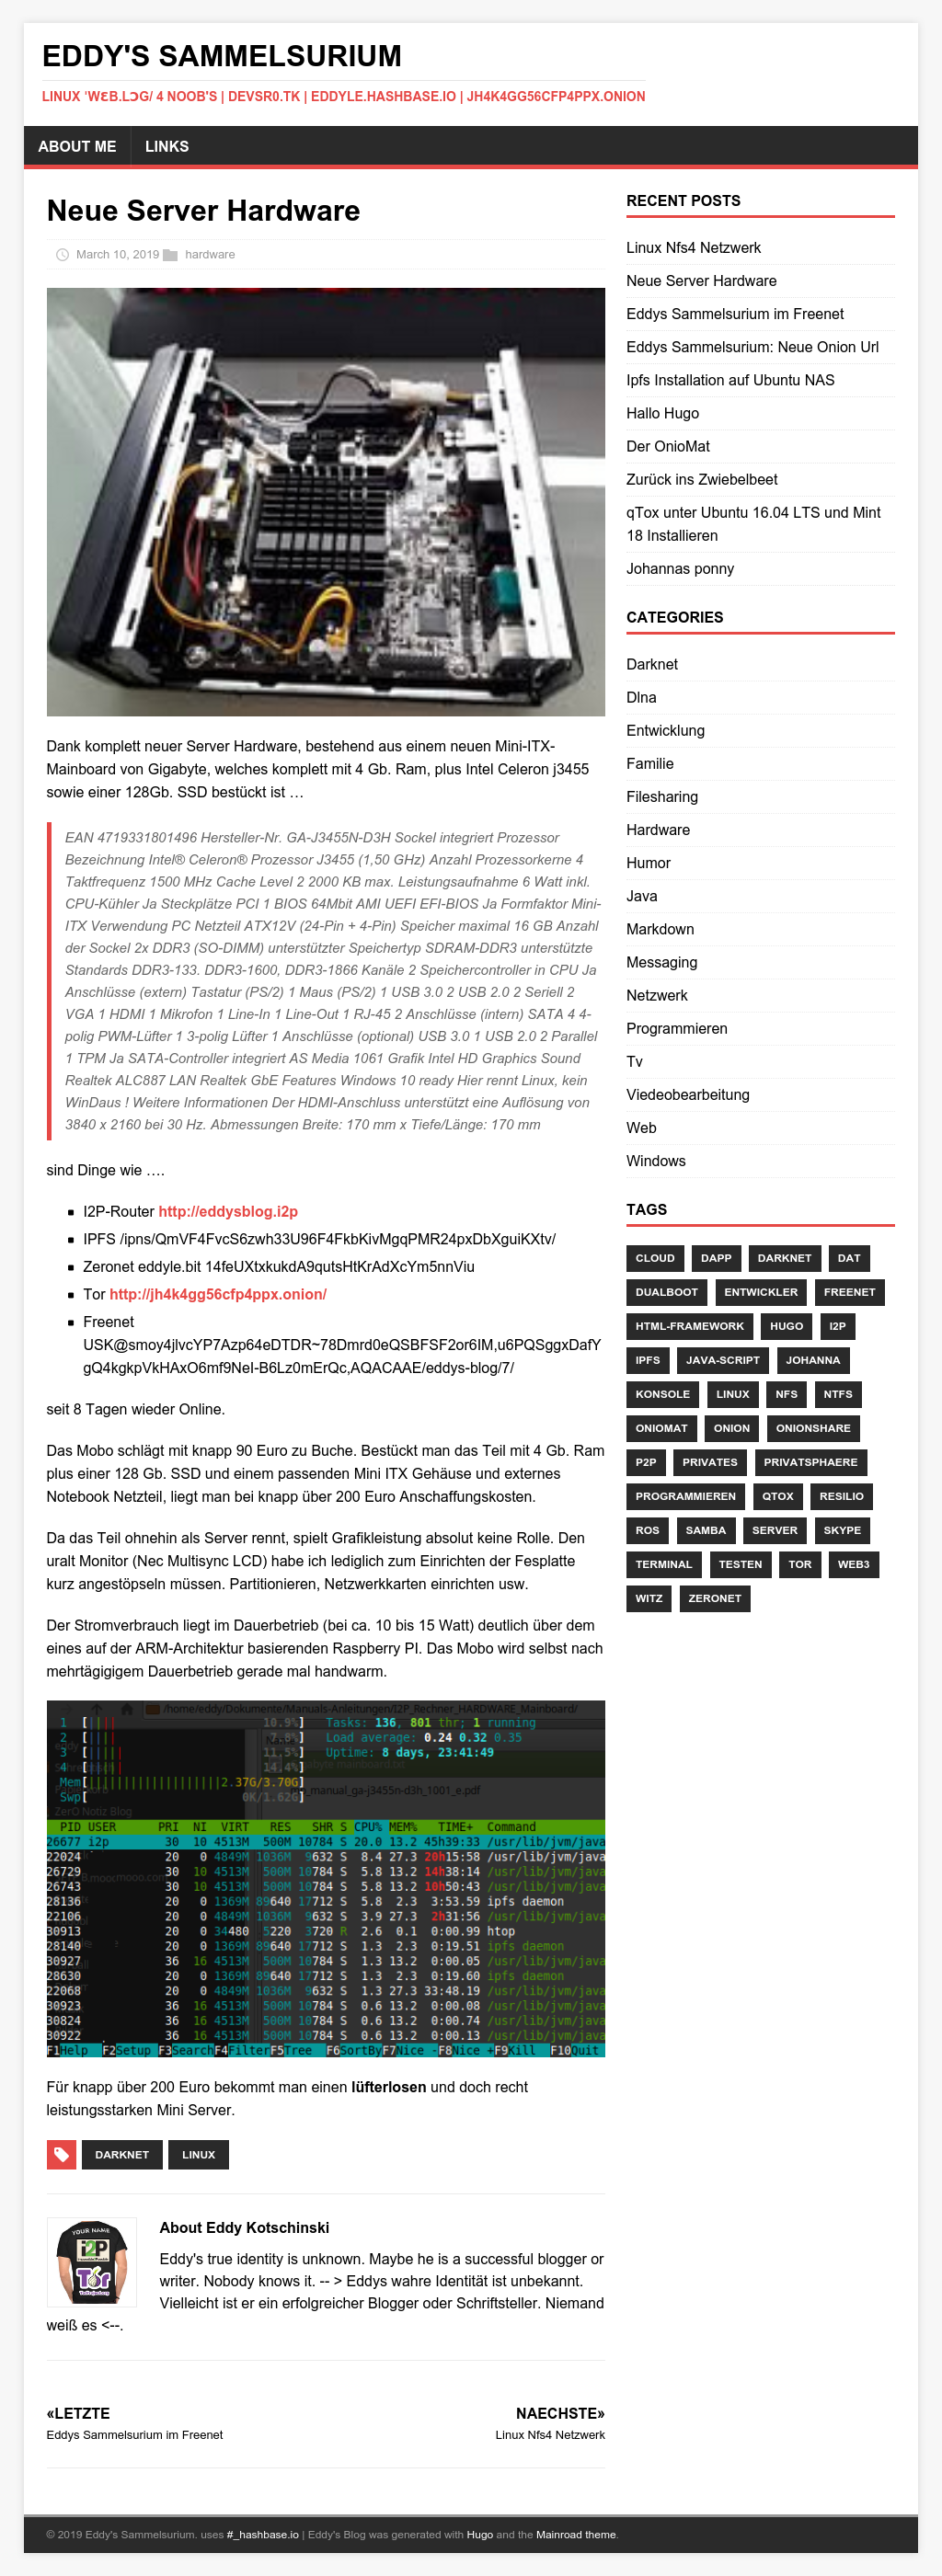 EDDY'S SAMMELSURIUM
LINUX ˈWƐB.LƆG/ 4 NOOB'S | DEVSR0.TK | EDDYLE.HASHBASE.IO | JH4K4GG56CFP4PPX.ONION
ABOUT ME
LINKS
Neue Server Hardware
March 10, 2019
hardware
Dank komplett neuer Server Hardware, bestehend aus einem neuen Mini-ITX-
Mainboard von Gigabyte, welches komplett mit 4 Gb. Ram, plus Intel Celeron j3455
sowie einer 128Gb. SSD bestückt ist …
EAN 4719331801496 Hersteller-Nr. GA-J3455N-D3H Sockel integriert Prozessor
Bezeichnung Intel® Celeron® Prozessor J3455 (1,50 GHz) Anzahl Prozessorkerne 4
Taktfrequenz 1500 MHz Cache Level 2 2000 KB max. Leistungsaufnahme 6 Watt inkl.
CPU-Kühler Ja Steckplätze PCI 1 BIOS 64Mbit AMI UEFI EFI-BIOS Ja Formfaktor Mini-
ITX Verwendung PC Netzteil ATX12V (24-Pin + 4-Pin) Speicher maximal 16 GB Anzahl
der Sockel 2x DDR3 (SO-DIMM) unterstützter Speichertyp SDRAM-DDR3 unterstützte
Standards DDR3-133. DDR3-1600, DDR3-1866 Kanäle 2 Speichercontroller in CPU Ja
Anschlüsse (extern) Tastatur (PS/2) 1 Maus (PS/2) 1 USB 3.0 2 USB 2.0 2 Seriell 2
VGA 1 HDMI 1 Mikrofon 1 Line-In 1 Line-Out 1 RJ-45 2 Anschlüsse (intern) SATA 4 4-
polig PWM-Lüfter 1 3-polig Lüfter 1 Anschlüsse (optional) USB 3.0 1 USB 2.0 2 Parallel
1 TPM Ja SATA-Controller integriert AS Media 1061 Grafik Intel HD Graphics Sound
Realtek ALC887 LAN Realtek GbE Features Windows 10 ready Hier rennt Linux, kein
WinDaus ! Weitere Informationen Der HDMI-Anschluss unterstützt eine Auflösung von
3840 x 2160 bei 30 Hz. Abmessungen Breite: 170 mm x Tiefe/Länge: 170 mm
sind Dinge wie ….
I2P-Router http://eddysblog.i2p
IPFS /ipns/QmVF4FvcS6zwh33U96F4FkbKivMgqPMR24pxDbXguiKXtv/
Zeronet eddyle.bit 14feUXtxkukdA9qutsHtKrAdXcYm5nnViu
Tor http://jh4k4gg56cfp4ppx.onion/
Freenet
USK@smoy4jlvcYP7Azp64eDTDR~78Dmrd0eQSBFSF2or6IM,u6PQSggxDafY
gQ4kgkpVkHAxO6mf9NeI-B6Lz0mErQc,AQACAAE/eddys-blog/7/
seit 8 Tagen wieder Online.
Das Mobo schlägt mit knapp 90 Euro zu Buche. Bestückt man das Teil mit 4 Gb. Ram
plus einer 128 Gb. SSD und einem passenden Mini ITX Gehäuse und externes
Notebook Netzteil, liegt man bei knapp über 200 Euro Anschaffungskosten.
Da das Teil ohnehin als Server rennt, spielt Grafikleistung absolut keine Rolle. Den
uralt Monitor (Nec Multisync LCD) habe ich lediglich zum Einrichten der Fesplatte
kurz angestöpseln müssen. Partitionieren, Netzwerkkarten einrichten usw.
Der Stromverbrauch liegt im Dauerbetrieb (bei ca. 10 bis 15 Watt) deutlich über dem
eines auf der ARM-Architektur basierenden Raspberry PI. Das Mobo wird selbst nach
mehrtägigigem Dauerbetrieb gerade mal handwarm.
/home/eddy/Dokumente/Manuals-Anleitungen/I2P_Rechner_HARDWARE_Mainboard/
1 [|||| 10.9%] Tasks: 136, 801 thr; 1 running
2 [|||| 7.8%] Load average: 0.24 0.32 0.35
3 [||||| 11.5%] Uptime: 8 days, 23:41:49
4 [||||| 14.4%]
Mem[|||||||||||||||||||2.37G/3.70G]
Swp[ 0K/1.62G]
_manual_ga-j3455n-d3h_1001_e.pdf
ZerO Notiz Blog
PID USER PRI NI VIRT RES SHR S CPU% MEM% TIME+ Command
26677 i2p 30 10 4513M 500M 10784 S 20.0 13.2 45h39:33 /usr/lib/jvm/java
22024 20 0 4849M 1036M 9632 S 8.4 27.3 20h15:58 /usr/lib/jvm/java
26729 30 10 4513M 500M 10784 S 5.8 13.2 14h38:14 /usr/lib/jvm/java
26743 30 10 4513M 500M 10784 S 5.8 13.2 10h50:43 /usr/lib/jvm/java
28136 20 0 1369M 89640 17712 S 5.8 2.3 3:53.59 ipfs daemon
22106 20 0 4849M 1036M 9632 S 3.9 27.3 2h31:56 /usr/lib/jvm/java
30913 20 0 34480 5220 3720 R 2.6 0.1 0:00.99 htop
28140 20 0 1369M 89640 17712 S 1.3 2.3 0:19.51 ipfs daemon
30927 36 16 4513M 500M 10784 S 1.3 13.2 0:00.05 /usr/lib/jvm/java
28630 20 0 1369M 89640 17712 S 1.3 2.3 0:19.60 ipfs daemon
22068 20 0 4849M 1036M 9632 S 1.3 27.3 33:48.19 /usr/lib/jvm/java
30923 36 16 4513M 500M 10784 S 0.6 13.2 0:00.08 /usr/lib/jvm/java
30824 36 16 4513M 500M 10784 S 0.6 13.2 0:00.74 /usr/lib/jvm/java
30922 36 16 4513M 500M 10784 S 0.6 13.2 0:00.13 /usr/lib/jvm/java
F1Help F2Setup F3SearchF4FilterF5Tree F6SortByF7Nice -F8Nice +F9Kill F10Quit
Für knapp über 200 Euro bekommt man einen lüfterlosen und doch recht
leistungsstarken Mini Server.
DARKNET
LINUX
YOUR NAME
i2P
Tor
About Eddy Kotschinski
Eddy's true identity is unknown. Maybe he is a successful blogger or
writer. Nobody knows it. -- > Eddys wahre Identität ist unbekannt.
Vielleicht ist er ein erfolgreicher Blogger oder Schriftsteller. Niemand
weiß es <--.
«LETZTE
Eddys Sammelsurium im Freenet
NAECHSTE»
Linux Nfs4 Netzwerk
RECENT POSTS
Linux Nfs4 Netzwerk
Neue Server Hardware
Eddys Sammelsurium im Freenet
Eddys Sammelsurium: Neue Onion Url
Ipfs Installation auf Ubuntu NAS
Hallo Hugo
Der OnioMat
Zurück ins Zwiebelbeet
qTox unter Ubuntu 16.04 LTS und Mint
18 Installieren
Johannas ponny
CATEGORIES
Darknet
Dlna
Entwicklung
Familie
Filesharing
Hardware
Humor
Java
Markdown
Messaging
Netzwerk
Programmieren
Tv
Viedeobearbeitung
Web
Windows
TAGS
CLOUD DAPP DARKNET DAT
DUALBOOT ENTWICKLER FREENET
HTML-FRAMEWORK HUGO I2P
IPFS JAVA-SCRIPT JOHANNA
KONSOLE LINUX NFS NTFS
ONIOMAT ONION ONIONSHARE
P2P PRIVATES PRIVATSPHAERE
PROGRAMMIEREN QTOX RESILIO
ROS SAMBA SERVER SKYPE
TERMINAL TESTEN TOR WEB3
WITZ ZERONET
© 2019 Eddy's Sammelsurium. uses #_hashbase.io | Eddy's Blog was generated with Hugo and the Mainroad theme.